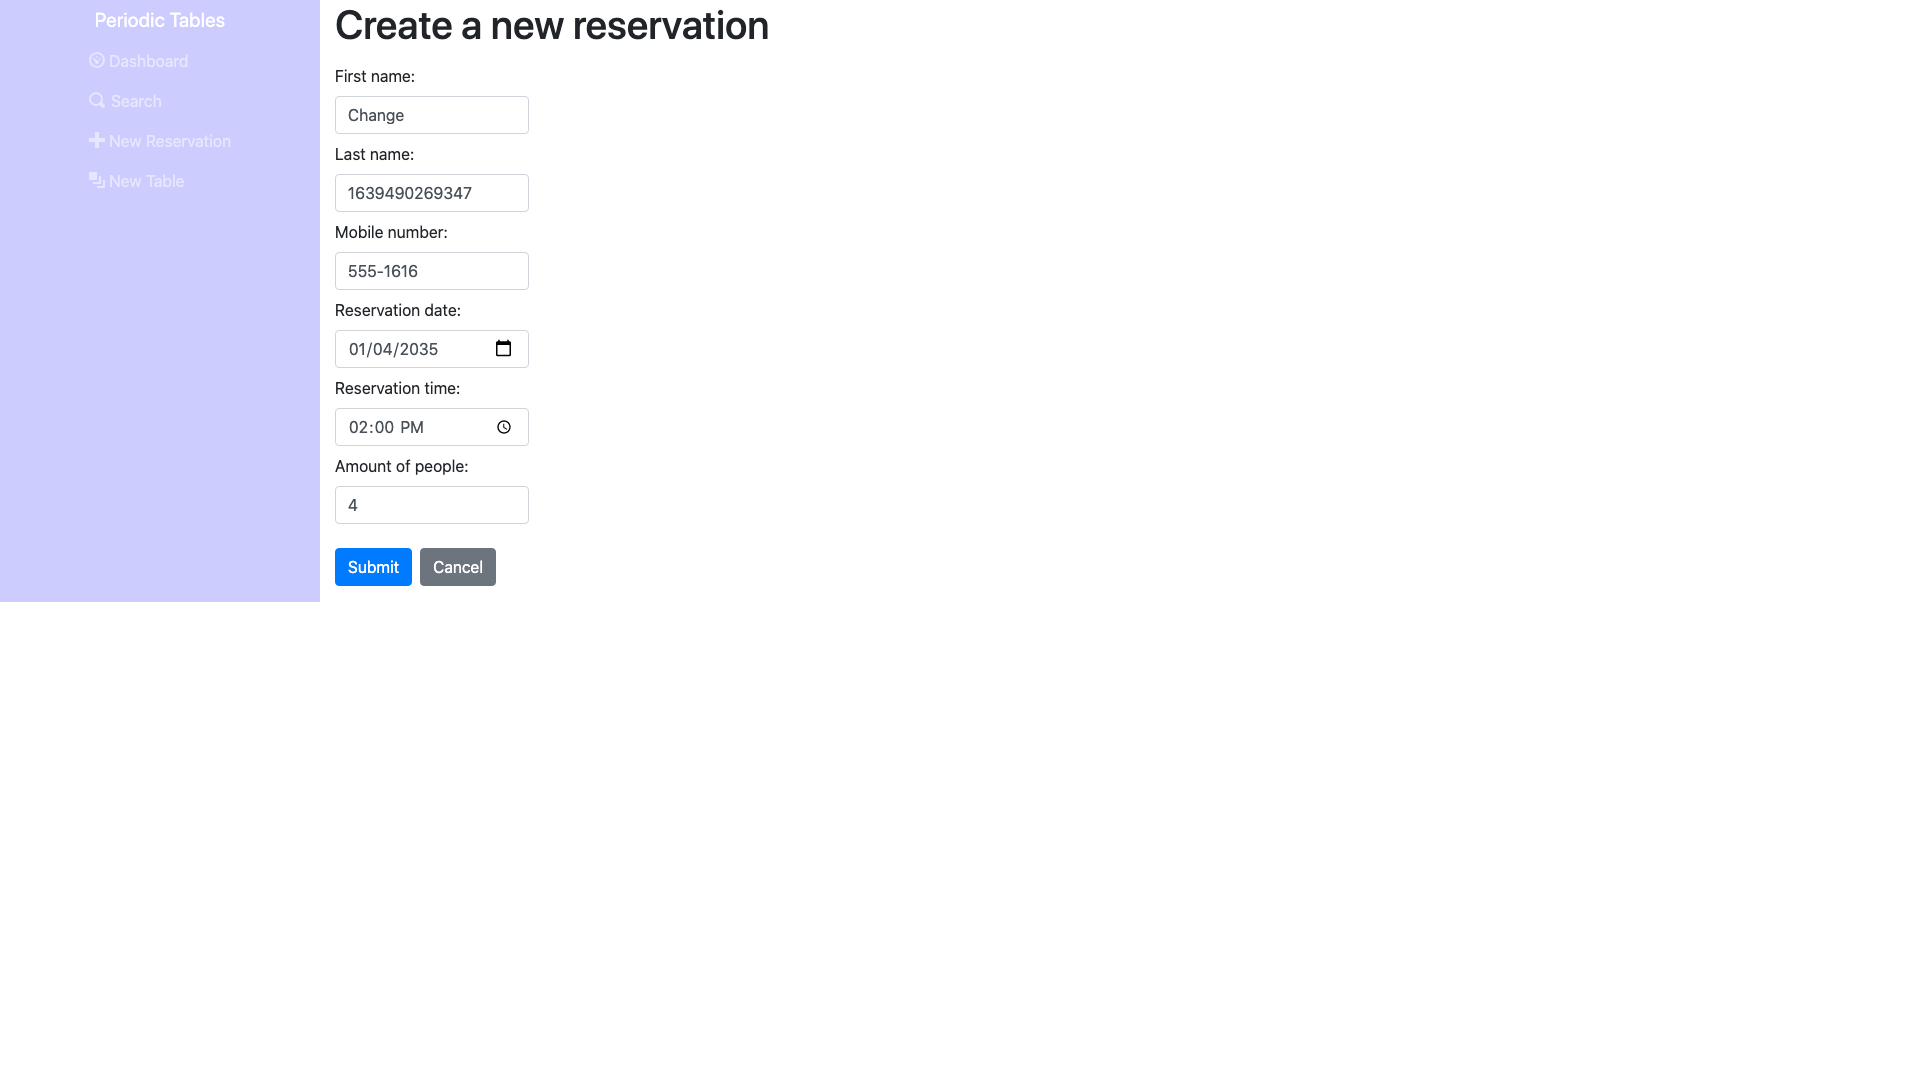 Periodic Tables
Dashboard
Search
New Reservation
New Table
Create a new reservation
First name:
Change
Last name:
1639490269347
Mobile number:
555-1616
Reservation date:
01/04/2035
Reservation time:
02:00 PM
Amount of people:
4
Submit
Cancel